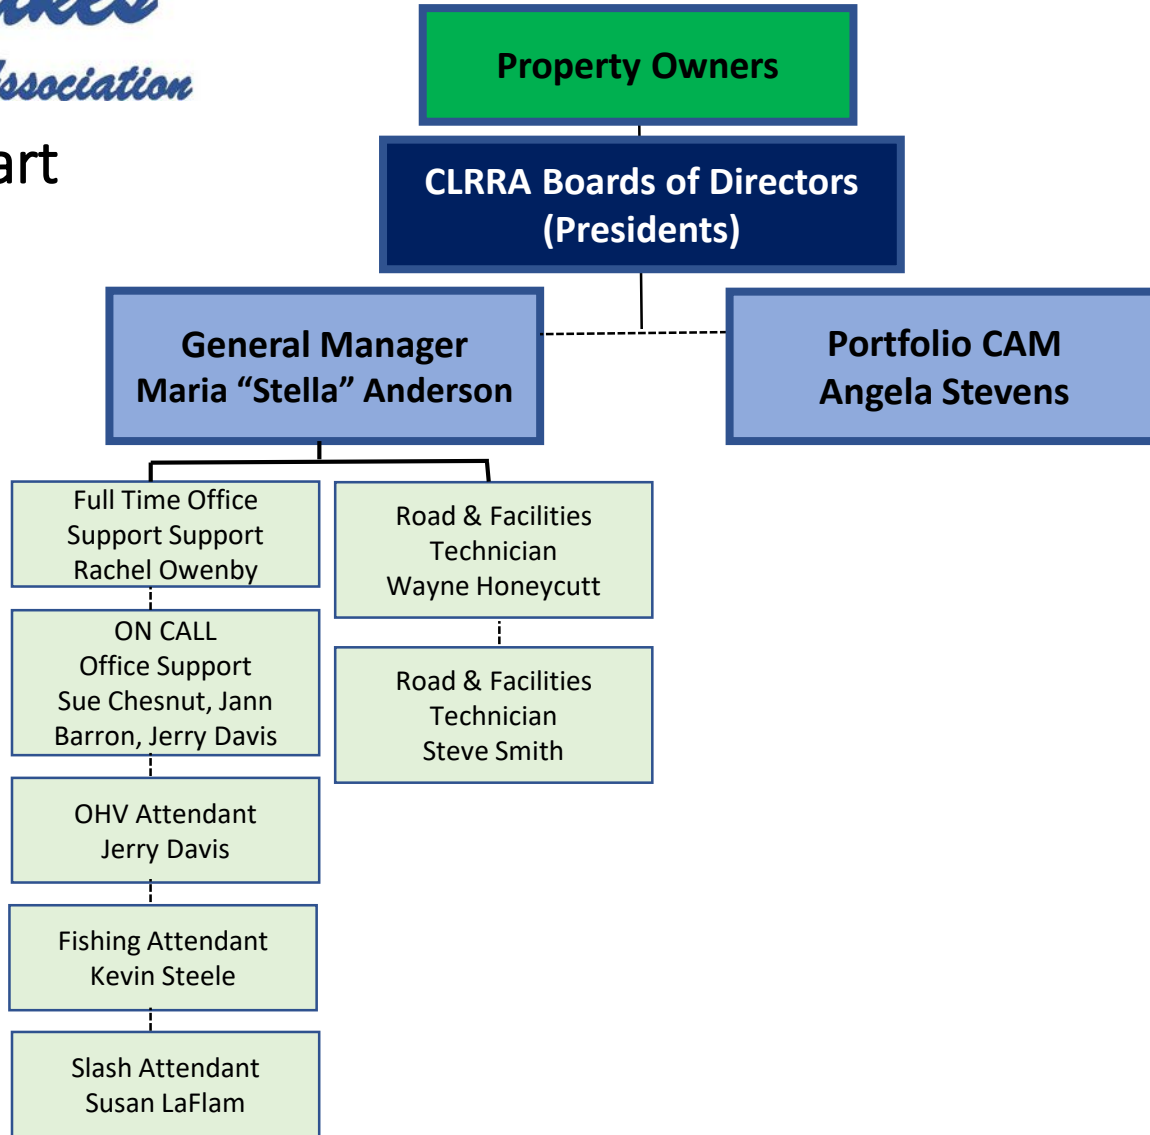 Association
art
Property Owners
CLRRA Boards of Directors
(Presidents)
General Manager
Maria “Stella” Anderson
Portfolio CAM
Angela Stevens
Full Time Office
Support Support
Rachel Owenby
ON CALL
Office Support
Sue Chesnut, Jann
Barron, Jerry Davis
OHV Attendant
Jerry Davis
Fishing Attendant
Kevin Steele
Slash Attendant
Susan LaFlam
Road & Facilities
Technician
Wayne Honeycutt
Road & Facilities
Technician
Steve Smith